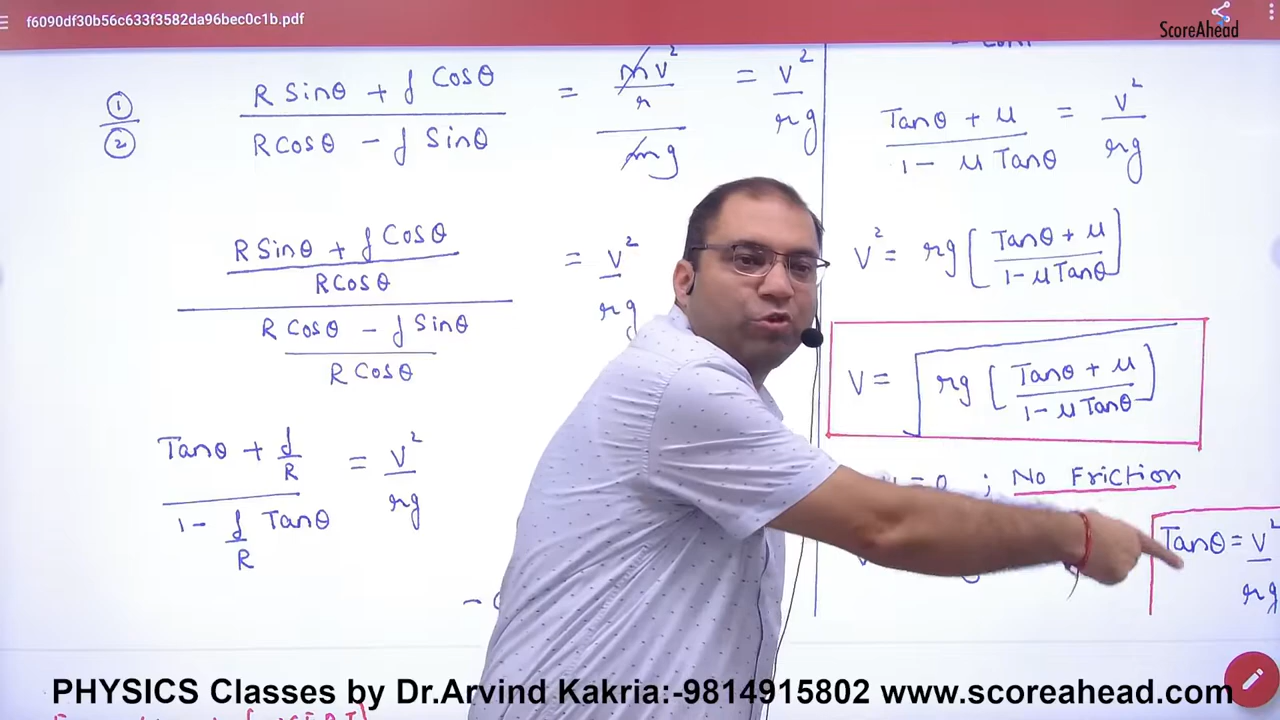 f6090df30b56c633f3582da96bec0c1b.pdf
ScoreAhead
① / ② (R Sinθ + f Cosθ) / (R Cosθ - f Sinθ) = (m v² / r) / (mg) = v² / rg
((R Sinθ + f Cosθ) / (R Cosθ)) / ((R Cosθ - f Sinθ) / (R Cosθ)) = v² / rg
(Tanθ + f/R) / (1 - f/R Tanθ) = v² / rg
(Tanθ + μ) / (1 - μ Tanθ) = v² / rg
v² = rg [(Tanθ + μ) / (1 - μ Tanθ)]
v = √(rg [(Tanθ + μ) / (1 - μ Tanθ)])
= 0 ; No Friction
Tanθ = v² / rg
PHYSICS Classes by Dr.Arvind Kakria:-9814915802 www.scoreahead.com